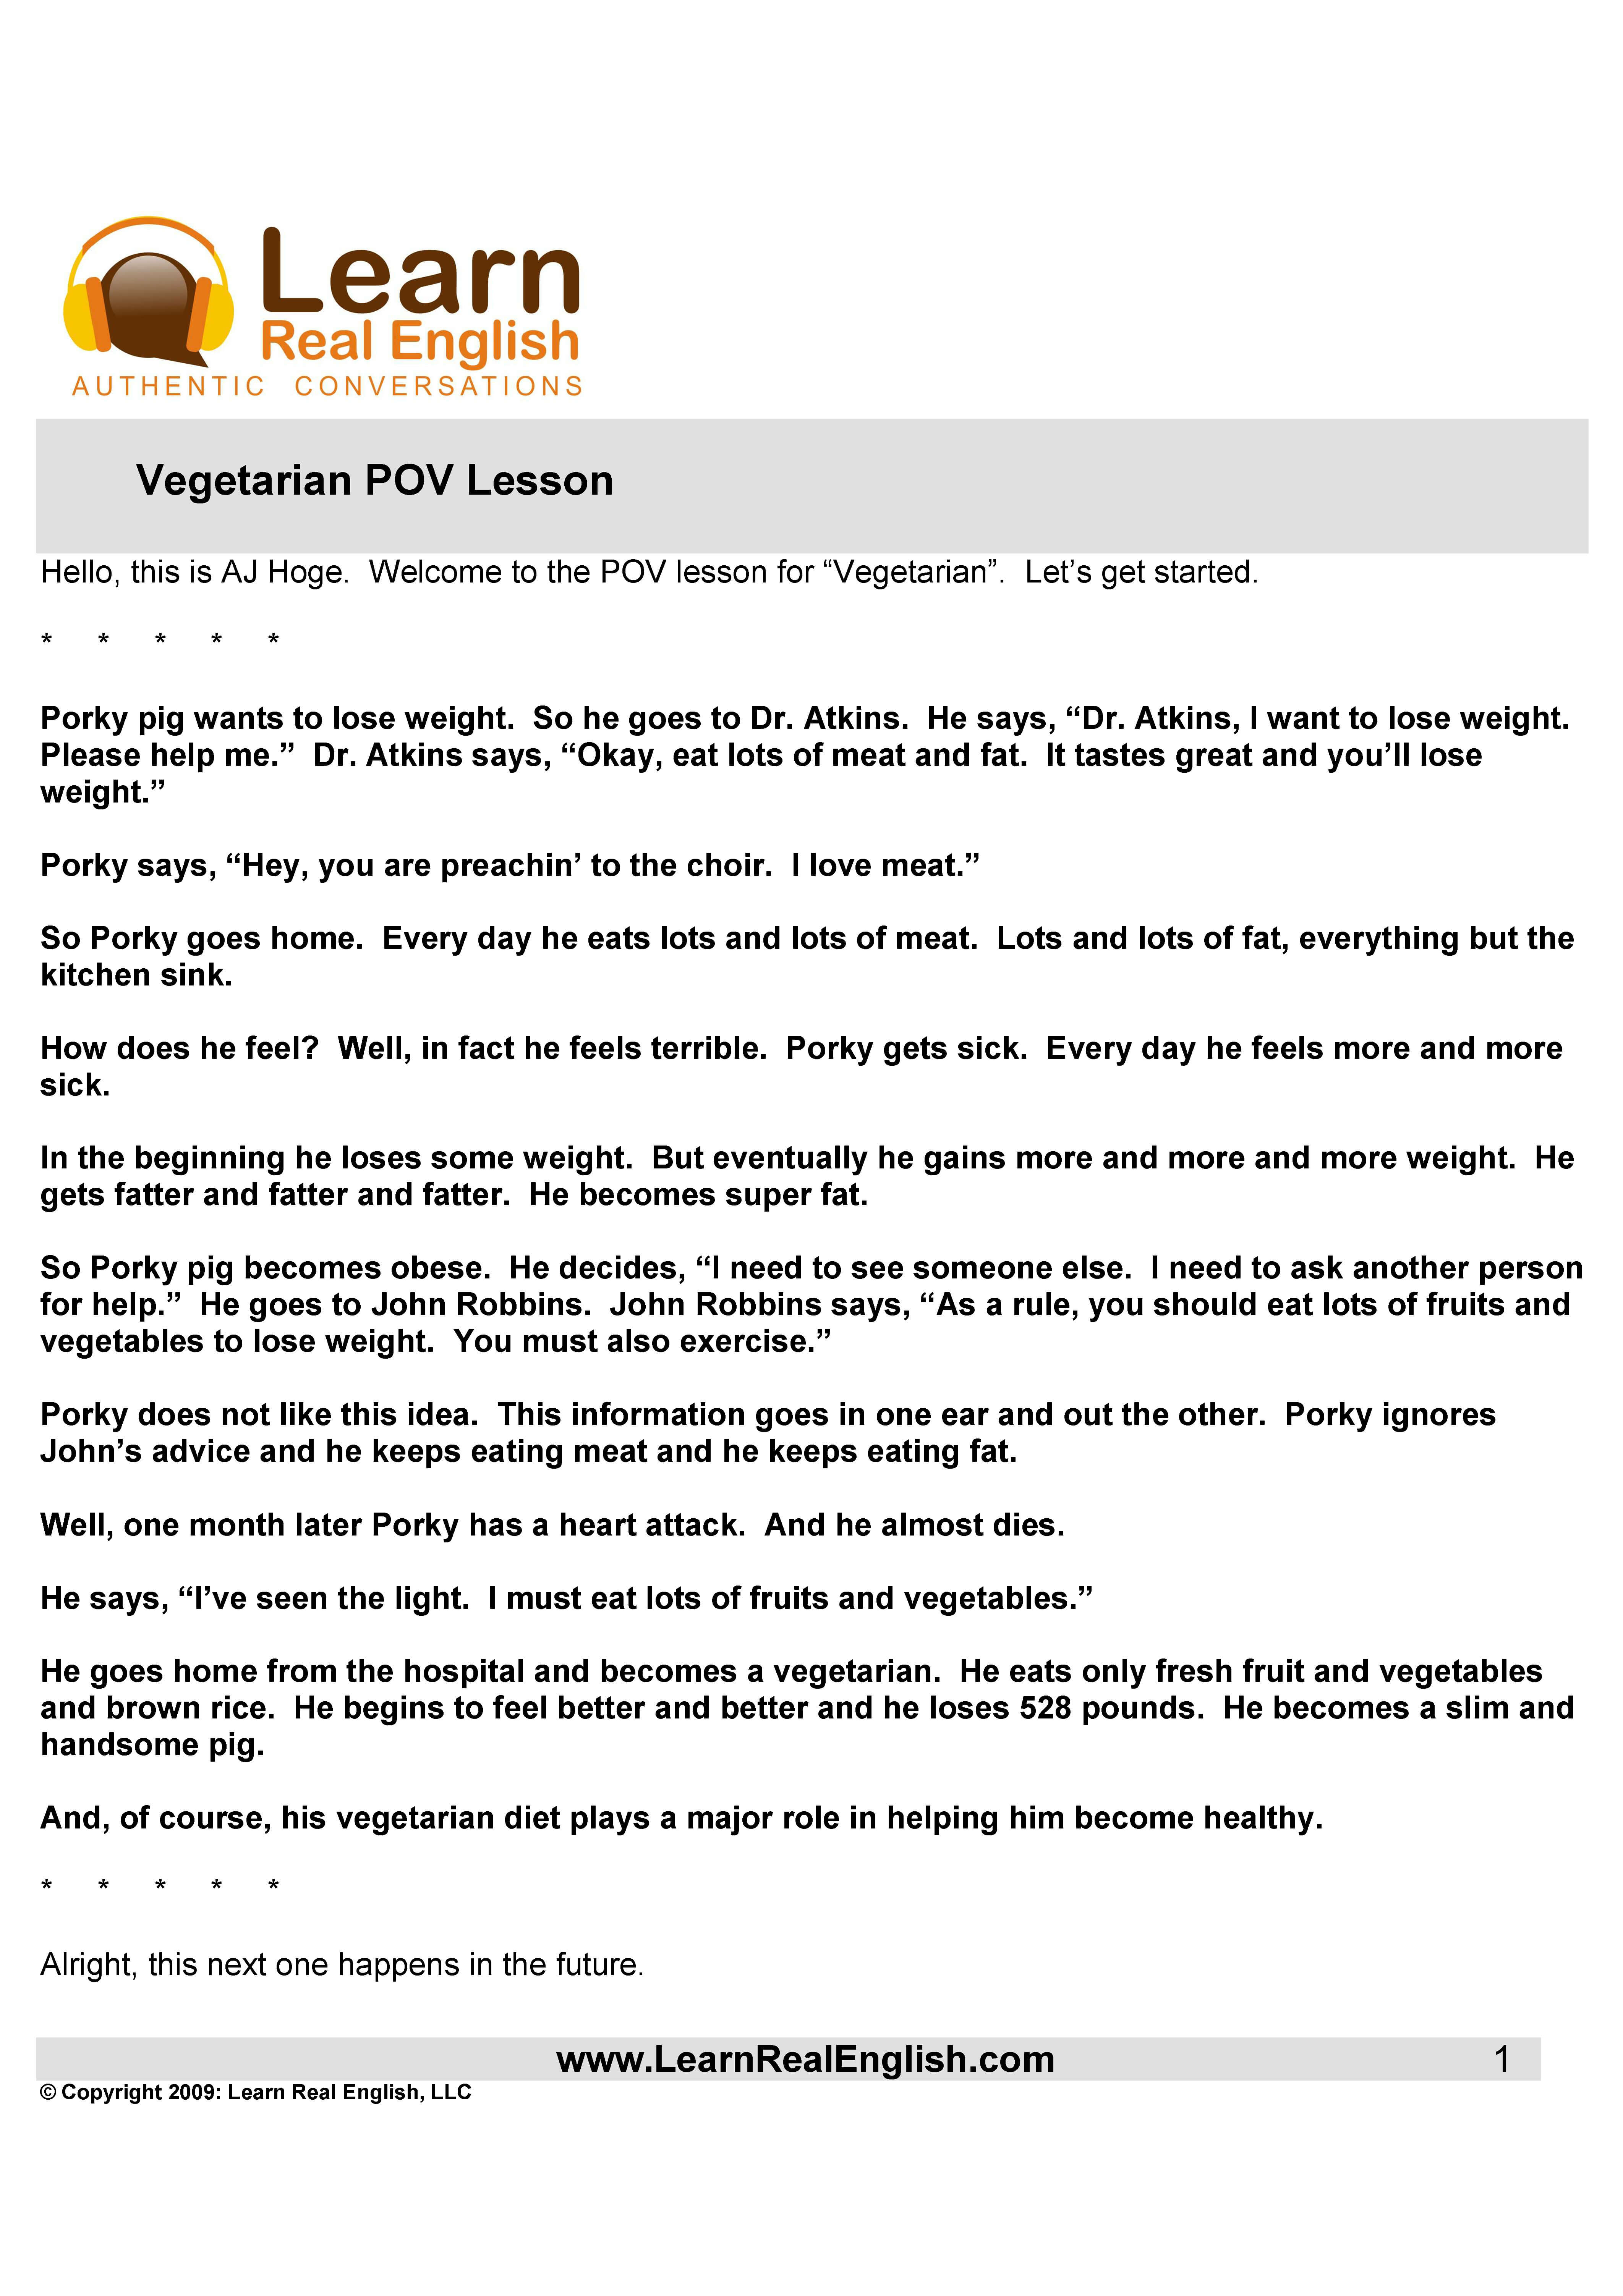 Learn
Real English
AUTHENTIC CONVERSATIONS
Vegetarian POV Lesson
Hello, this is AJ Hoge.  Welcome to the POV lesson for “Vegetarian”.  Let’s get started.
* * * * *
Porky pig wants to lose weight.  So he goes to Dr. Atkins.  He says, “Dr. Atkins, I want to lose weight.
Please help me.”  Dr. Atkins says, “Okay, eat lots of meat and fat.  It tastes great and you’ll lose
weight.”
Porky says, “Hey, you are preachin’ to the choir.  I love meat.”
So Porky goes home.  Every day he eats lots and lots of meat.  Lots and lots of fat, everything but the
kitchen sink.
How does he feel?  Well, in fact he feels terrible.  Porky gets sick.  Every day he feels more and more
sick.
In the beginning he loses some weight.  But eventually he gains more and more and more weight.  He
gets fatter and fatter and fatter.  He becomes super fat.
So Porky pig becomes obese.  He decides, “I need to see someone else.  I need to ask another person
for help.”  He goes to John Robbins.  John Robbins says, “As a rule, you should eat lots of fruits and
vegetables to lose weight.  You must also exercise.”
Porky does not like this idea.  This information goes in one ear and out the other.  Porky ignores
John’s advice and he keeps eating meat and he keeps eating fat.
Well, one month later Porky has a heart attack.  And he almost dies.
He says, “I’ve seen the light.  I must eat lots of fruits and vegetables.”
He goes home from the hospital and becomes a vegetarian.  He eats only fresh fruit and vegetables
and brown rice.  He begins to feel better and better and he loses 528 pounds.  He becomes a slim and
handsome pig.
And, of course, his vegetarian diet plays a major role in helping him become healthy.
* * * * *
Alright, this next one happens in the future.
www.LearnRealEnglish.com 1
© Copyright 2009: Learn Real English, LLC